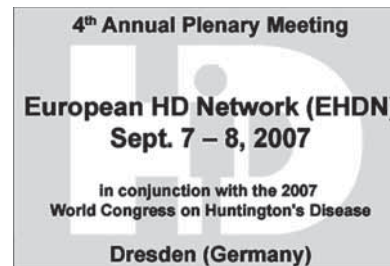 4th Annual Plenary Meeting
European HD Network (EHDN)
Sept. 7 – 8, 2007
in conjunction with the 2007
World Congress on Huntington's Disease
Dresden (Germany)
HiD